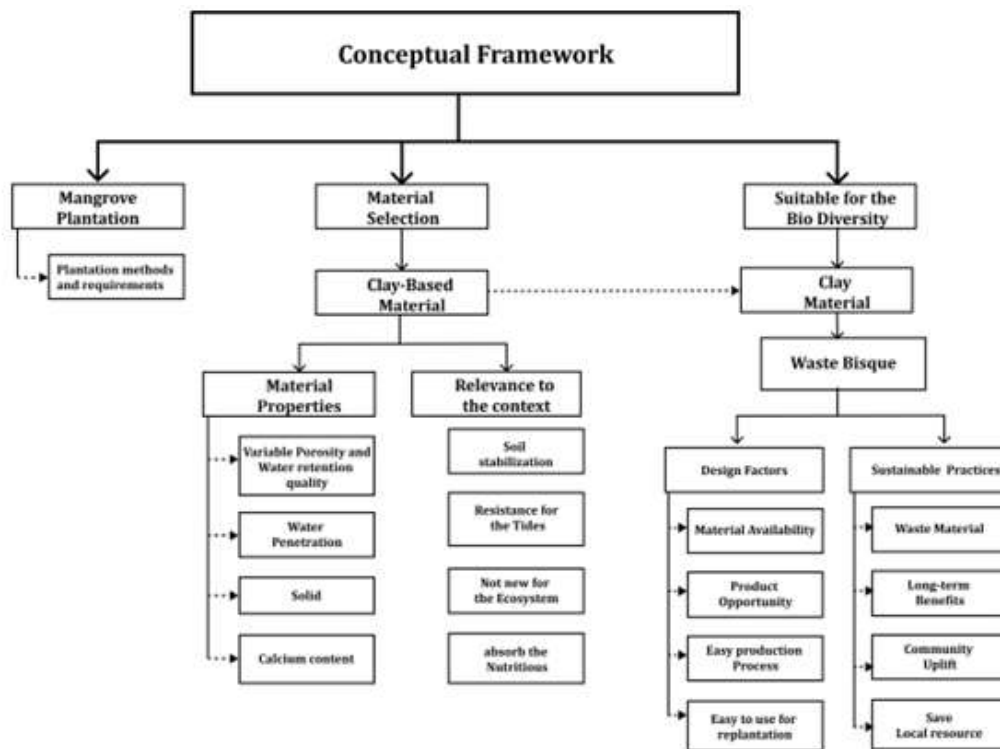 Conceptual Framework
Mangrove
Plantation
Plantation methods
and requirements
Material
Selection
Clay-Based
Material
Material
Properties
Variable Porosity and
Water retention
quality
Water
Penetration
Solid
Calcium content
Relevance to
the context
Soil
stabilization
Resistance for
the Tides
Not new for
the Ecosystem
absorb the
Nutritious
Suitable for the
Bio Diversity
Clay
Material
Waste Bisque
Design Factors
Material Availability
Product
Opportunity
Easy production
Process
Easy to use for
replantation
Sustainable Practices
Waste Material
Long-term
Benefits
Community
Uplift
Save
Local resource